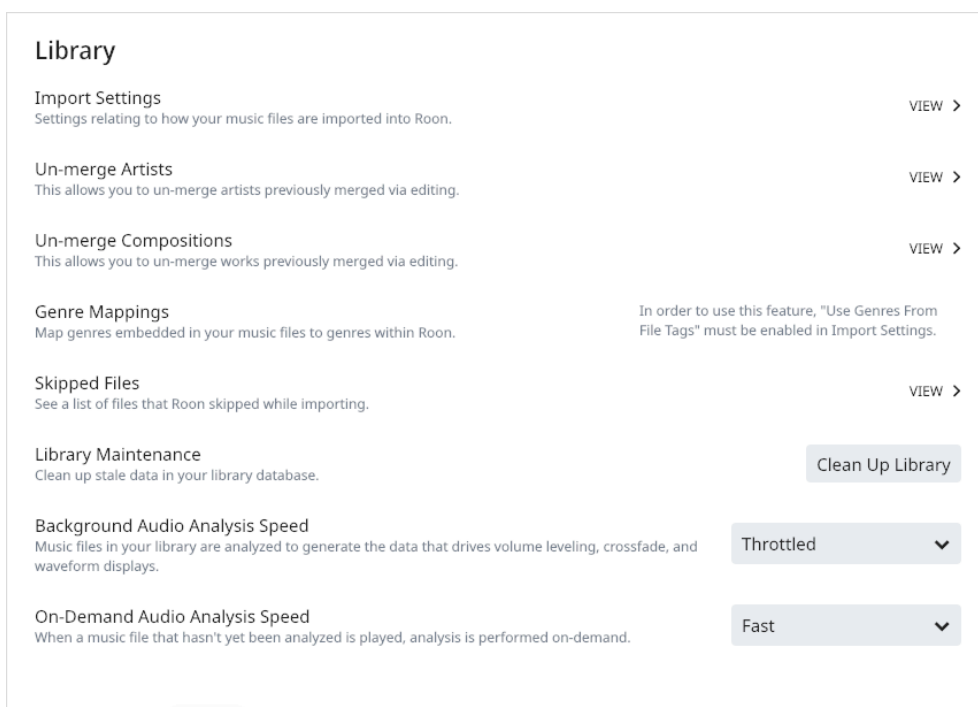 Library
Import Settings
Settings relating to how your music files are imported into Roon.
VIEW
Un-merge Artists
This allows you to un-merge artists previously merged via editing.
VIEW
Un-merge Compositions
This allows you to un-merge works previously merged via editing.
VIEW
Genre Mappings
Map genres embedded in your music files to genres within Roon.
In order to use this feature, "Use Genres From
File Tags" must be enabled in Import Settings.
Skipped Files
See a list of files that Roon skipped while importing.
VIEW
Library Maintenance
Clean up stale data in your library database.
Clean Up Library
Background Audio Analysis Speed
Music files in your library are analyzed to generate the data that drives volume leveling, crossfade, and
waveform displays.
Throttled
On-Demand Audio Analysis Speed
When a music file that hasn't yet been analyzed is played, analysis is performed on-demand.
Fast